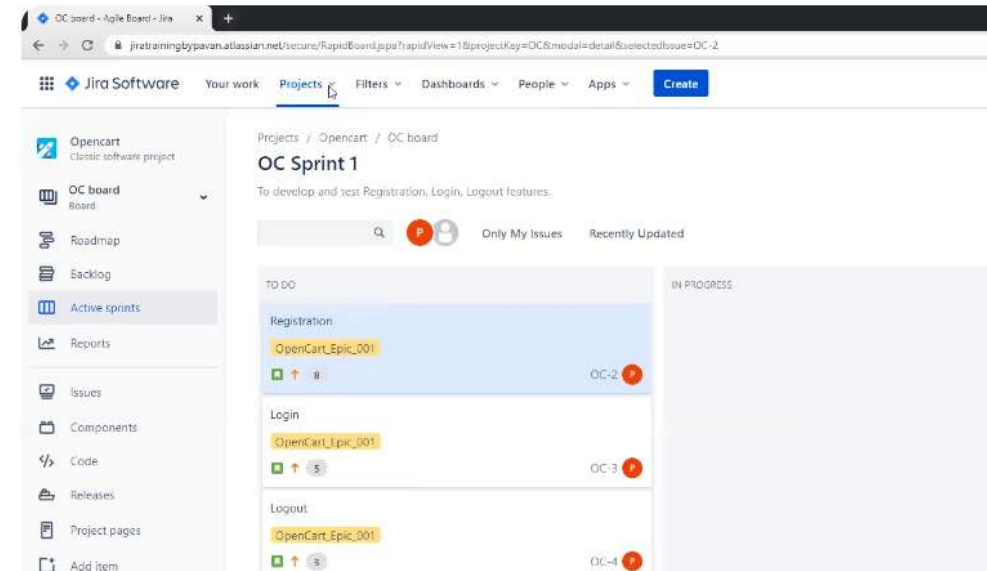 OC board - Agile Board - Jira
jiratrainingbypavan.atlassian.net/secure/RapidBoard.jspa?rapidView=1&projectKey=OC&modal=detail&selectedIssue=OC-2
Jira Software Your work Projects Filters Dashboards People Apps Create
Opencart
Classic software project
OC board
Board
Roadmap
Backlog
Active sprints
Reports
Issues
Components
Code
Releases
Project pages
Add item
Projects / Opencart / OC board
OC Sprint 1
To develop and test Registration, Login, Logout features.
P Only My Issues Recently Updated
TO DO IN PROGRESS
Registration
OpenCart_Epic_001
8 OC-2 P
Login
OpenCart_Epic_001
5 OC-3 P
Logout
OpenCart_Epic_001
3 OC-4 P